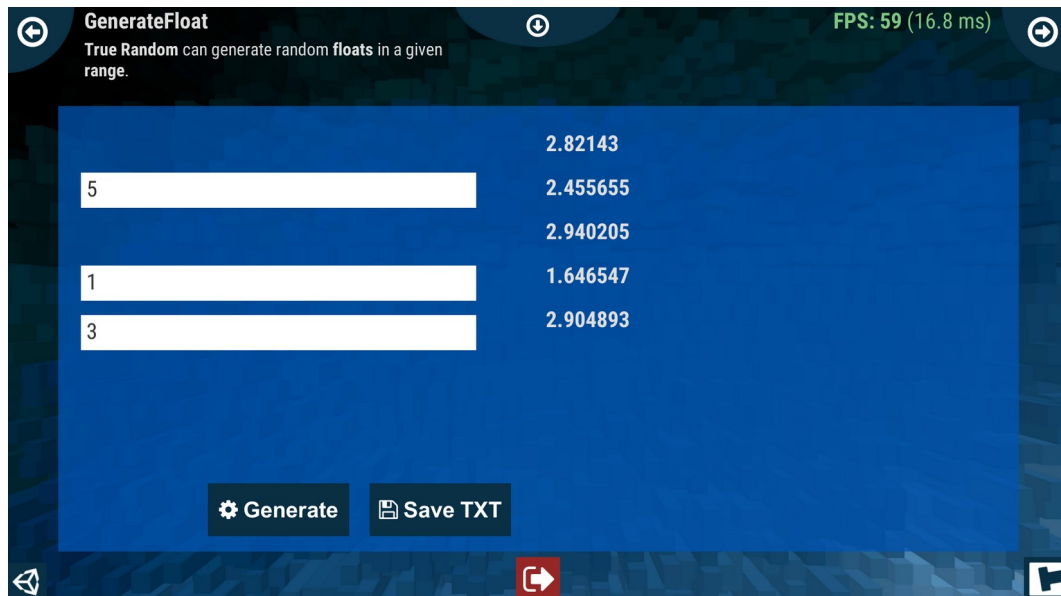 GenerateFloat
FPS: 59 (16.8 ms)
True Random can generate random floats in a given
range.
2.82143
5
2.455655
2.940205
1
1.646547
3
2.904893
Generate
Save TXT